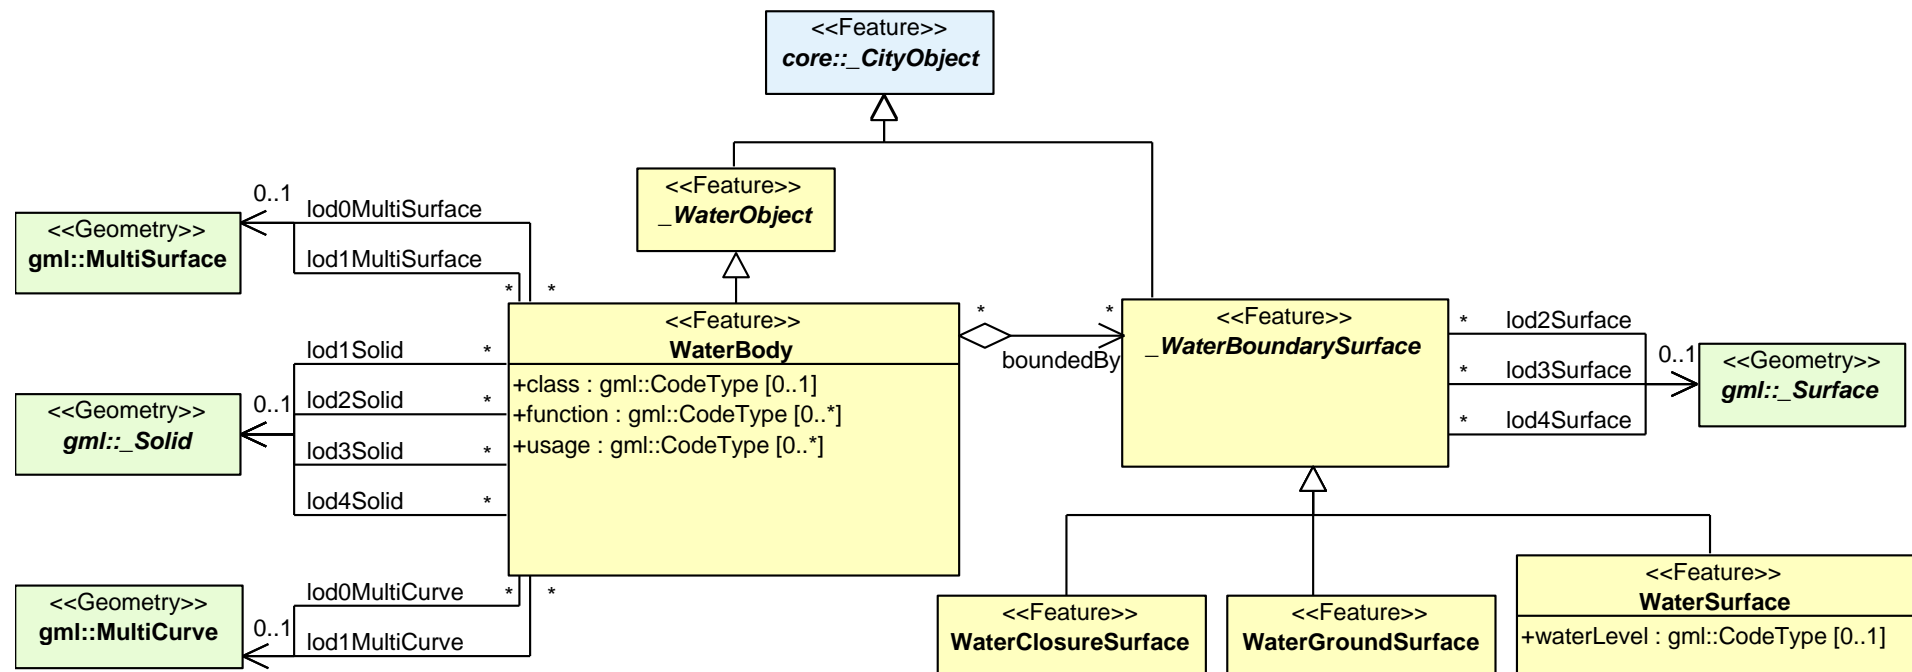 <<Feature>>
core::_CityObject
<<Feature>>
_WaterObject
0..1
lod0MultiSurface
<<Geometry>>
gml::MultiSurface
lod1MultiSurface
*
*
<<Feature>>
WaterBody
+class : gml::CodeType [0..1]
+function : gml::CodeType [0..*]
+usage : gml::CodeType [0..*]
*
*
boundedBy
<<Feature>>
_WaterBoundarySurface
*
lod2Surface
*
lod3Surface
0..1
*
lod4Surface
<<Geometry>>
gml::_Surface
lod1Solid
*
lod2Solid
*
0..1
<<Geometry>>
gml::_Solid
lod3Solid
*
lod4Solid
*
lod0MultiCurve
*
*
<<Geometry>>
gml::MultiCurve
0..1
lod1MultiCurve
<<Feature>>
WaterClosureSurface
<<Feature>>
WaterGroundSurface
<<Feature>>
WaterSurface
+waterLevel : gml::CodeType [0..1]